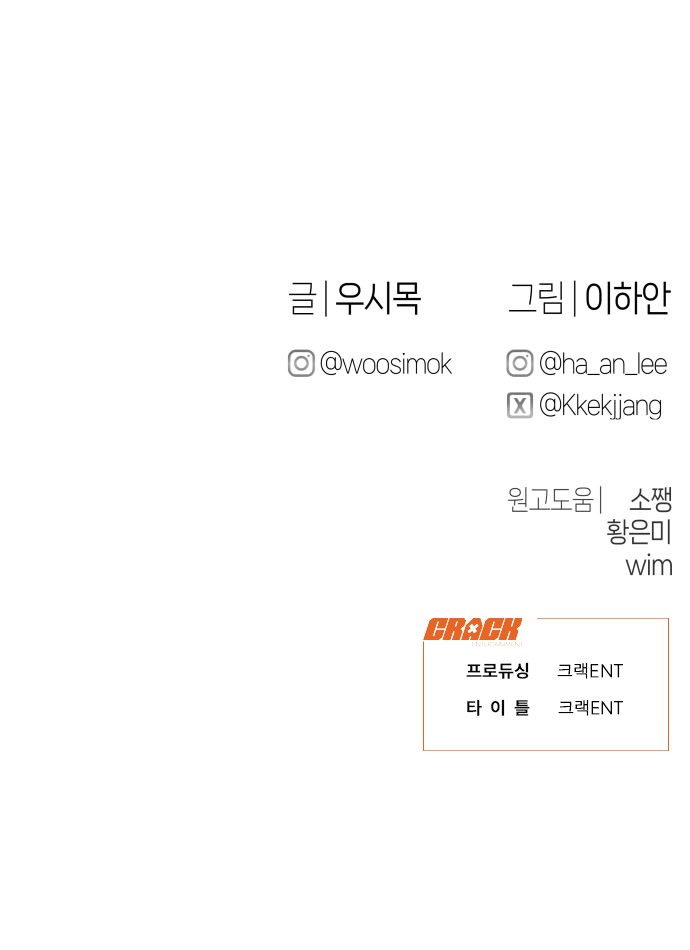 글 | 우시목
@woosimok
그림 | 이하안
@ha_an_lee
@Kkekjjang
원고도움 | 소쨍
황은미
wim
CRACK
ENTERTAINMENT
프로듀싱 크랙ENT
타 이 틀 크랙ENT